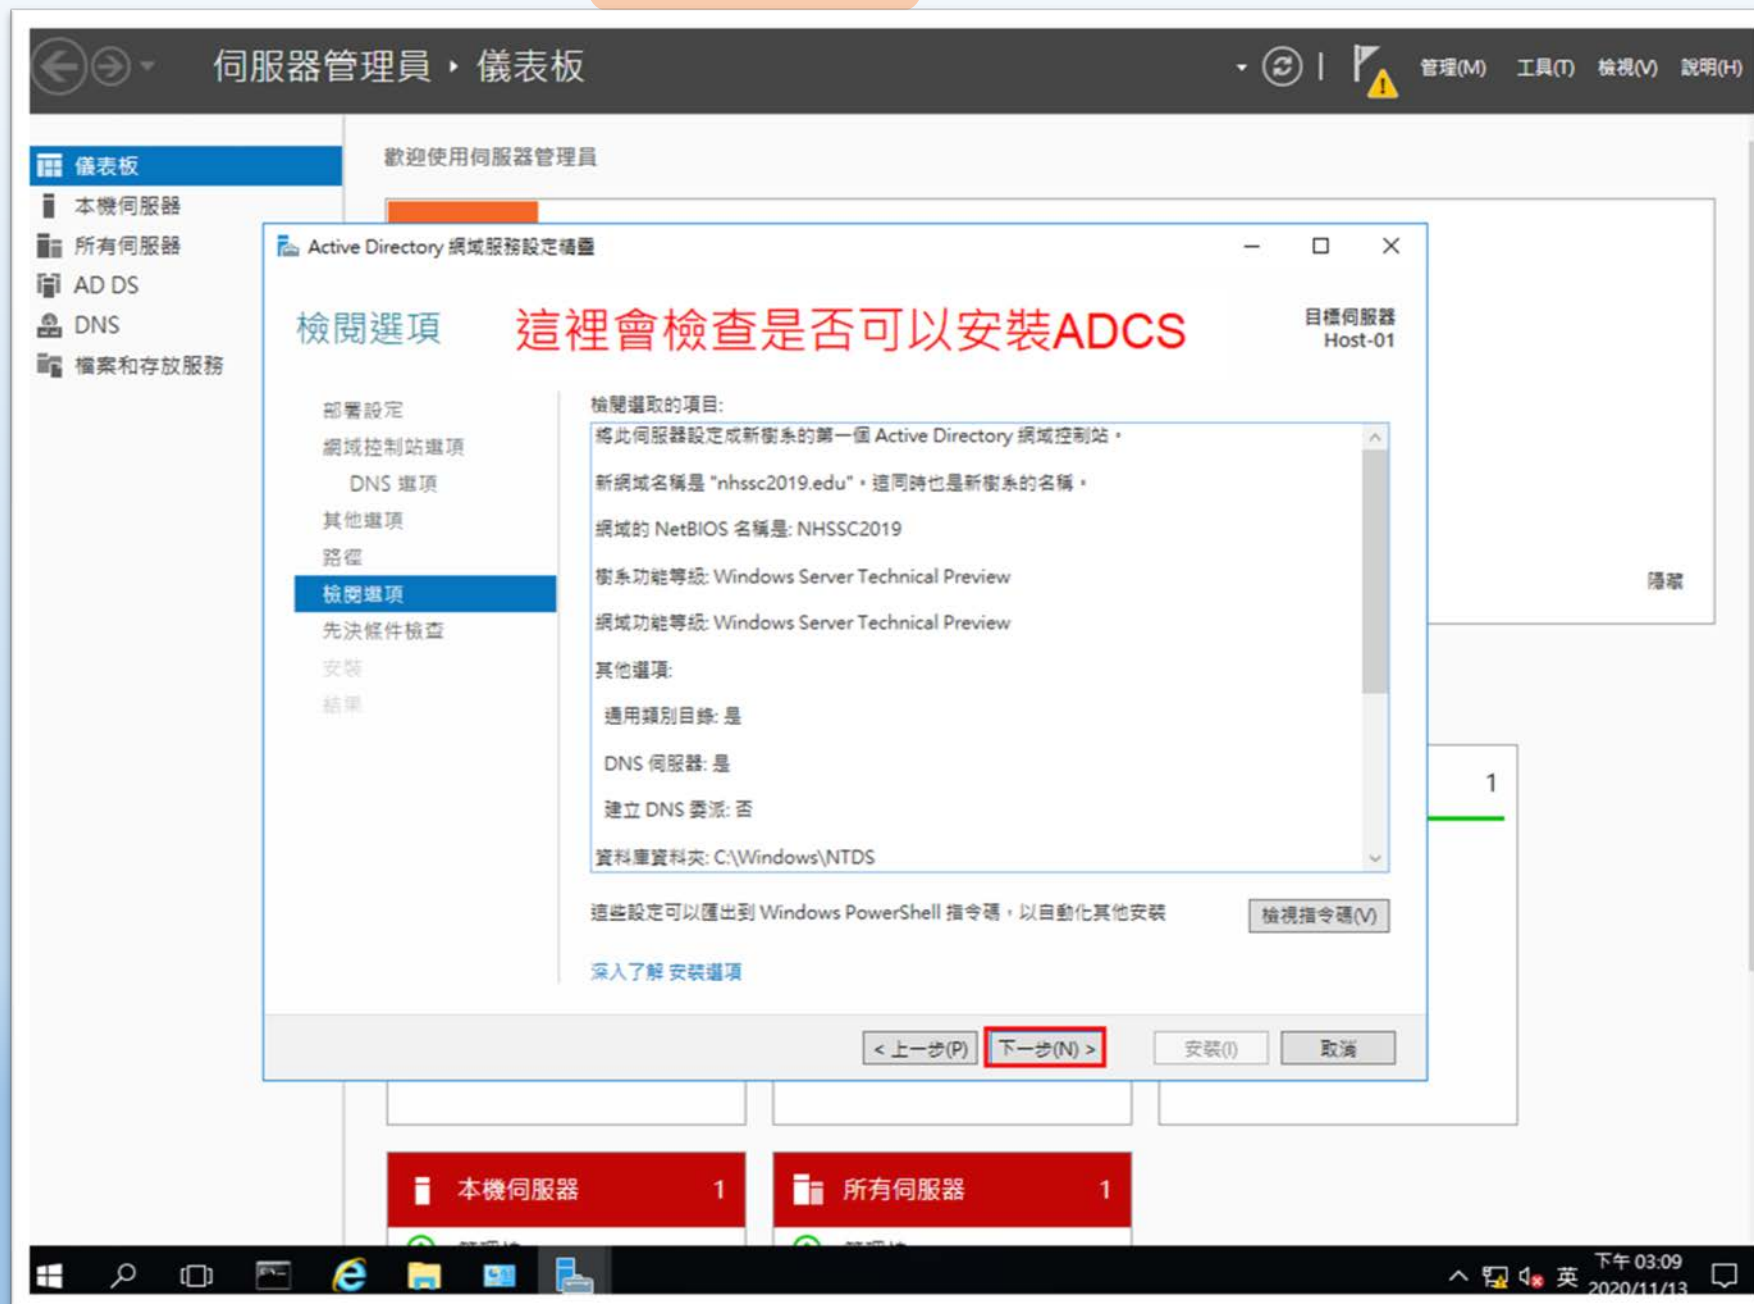 伺服器管理員 ‣ 儀表板
管理(M) 工具(T) 檢視(V) 說明(H)
儀表板
本機伺服器
所有伺服器
AD DS
DNS
檔案和存放服務
歡迎使用伺服器管理員
Active Directory 網域服務設定精靈
檢閱選項
這裡會檢查是否可以安裝ADCS
目標伺服器
Host-01
部署設定
網域控制站選項
DNS 選項
其他選項
路徑
檢閱選項
先決條件檢查
安裝
結果
檢閱選取的項目:
將此伺服器設定成新樹系的第一個 Active Directory 網域控制站。
新網域名稱是 "nhssc2019.edu"。這同時也是新樹系的名稱。
網域的 NetBIOS 名稱是: NHSSC2019
樹系功能等級: Windows Server Technical Preview
網域功能等級: Windows Server Technical Preview
其他選項:
通用類別目錄: 是
DNS 伺服器: 是
建立 DNS 委派: 否
資料庫資料夾: C:\Windows\NTDS
這些設定可以匯出到 Windows PowerShell 指令碼，以自動化其他安裝
檢視指令碼(V)
深入了解 安裝選項
< 上一步(P) 下一步(N) > 安裝(I) 取消
隱藏
1
本機伺服器 1
所有伺服器 1
英
下午 03:09
2020/11/13